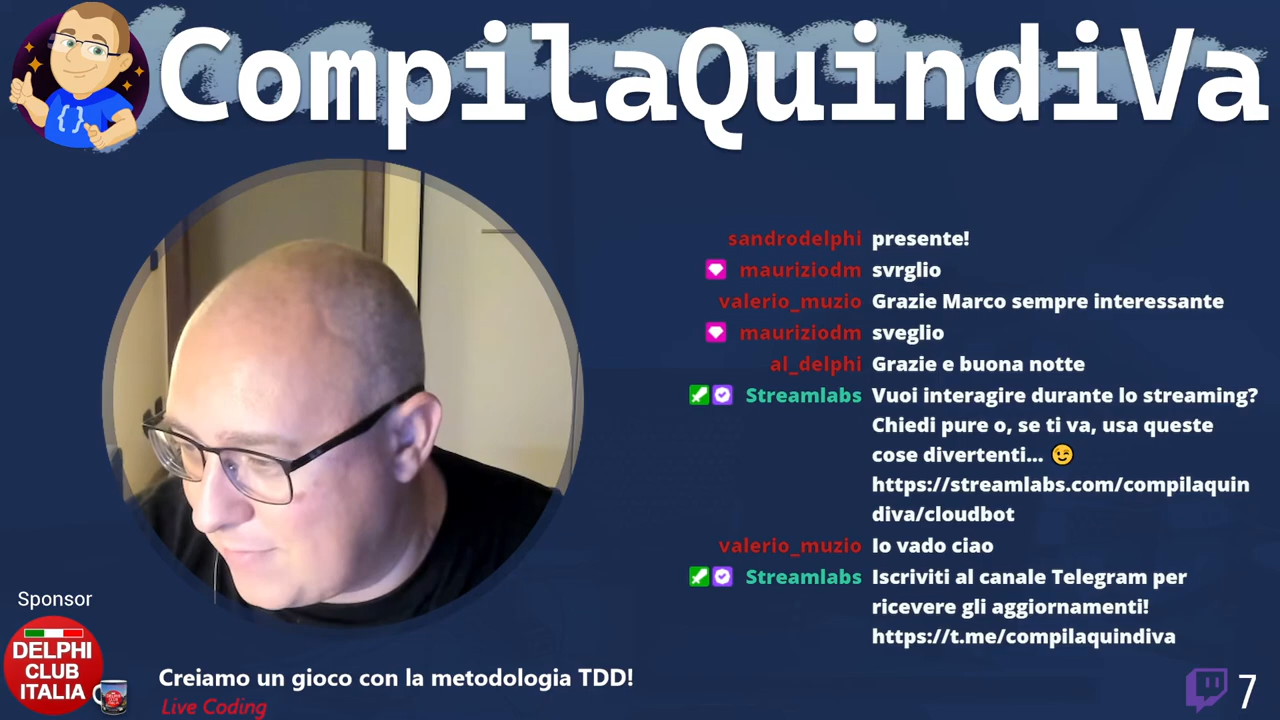 CompilaQuindiVa
{ }
sandrodelphi presente!
mauriziodm svrglio
valerio_muzio Grazie Marco sempre interessante
mauriziodm sveglio
al_delphi Grazie e buona notte
Streamlabs Vuoi interagire durante lo streaming?
Chiedi pure o, se ti va, usa queste
cose divertenti... 😉
https://streamlabs.com/compilaquin
diva/cloudbot
valerio_muzio Io vado ciao
Streamlabs Iscriviti al canale Telegram per
ricevere gli aggiornamenti!
https://t.me/compilaquindiva
Sponsor
DELPHI
CLUB
ITALIA
Creiamo un gioco con la metodologia TDD!
Live Coding
7